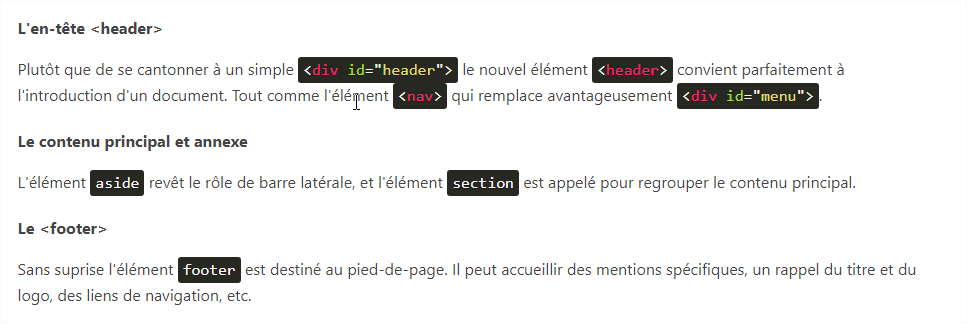 L'en-tête <header>
Plutôt que de se cantonner à un simple <div id="header"> le nouvel élément <header> convient parfaitement à
l'introduction d'un document. Tout comme l'élément <nav> qui remplace avantageusement <div id="menu">.
Le contenu principal et annexe
L'élément aside revêt le rôle de barre latérale, et l'élément section est appelé pour regrouper le contenu principal.
Le <footer>
Sans suprise l'élément footer est destiné au pied-de-page. Il peut accueillir des mentions spécifiques, un rappel du titre et du
logo, des liens de navigation, etc.